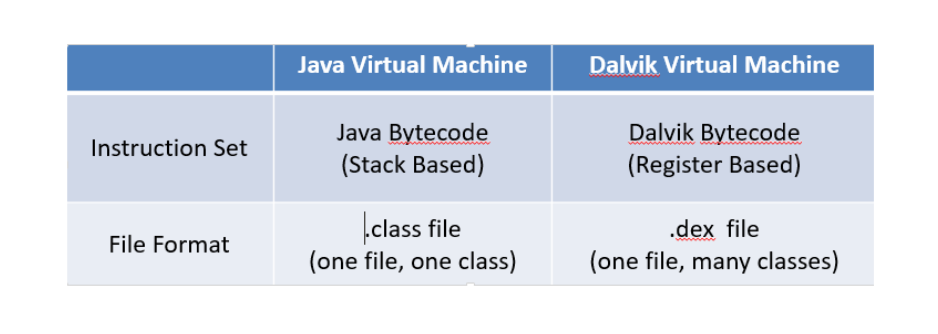 Java Virtual Machine
Dalvik Virtual Machine
Instruction Set
Java Bytecode
(Stack Based)
Dalvik Bytecode
(Register Based)
File Format
.class file
(one file, one class)
.dex file
(one file, many classes)